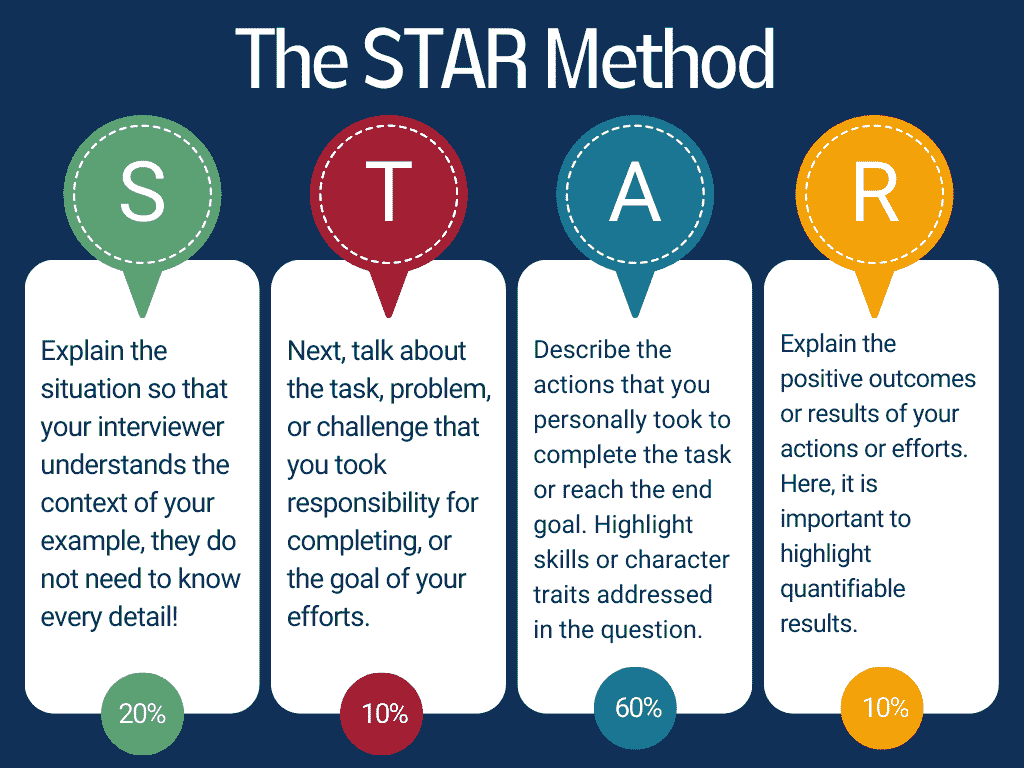 The STAR Method
S
Explain the
situation so that
your interviewer
understands the
context of your
example, they do
not need to know
every detail!
20%
T
Next, talk about
the task, problem,
or challenge that
you took
responsibility for
completing, or
the goal of your
efforts.
10%
A
Describe the
actions that you
personally took to
complete the task
or reach the end
goal. Highlight
skills or character
traits addressed
in the question.
60%
R
Explain the
positive outcomes
or results of your
actions or efforts.
Here, it is
important to
highlight
quantifiable
results.
10%